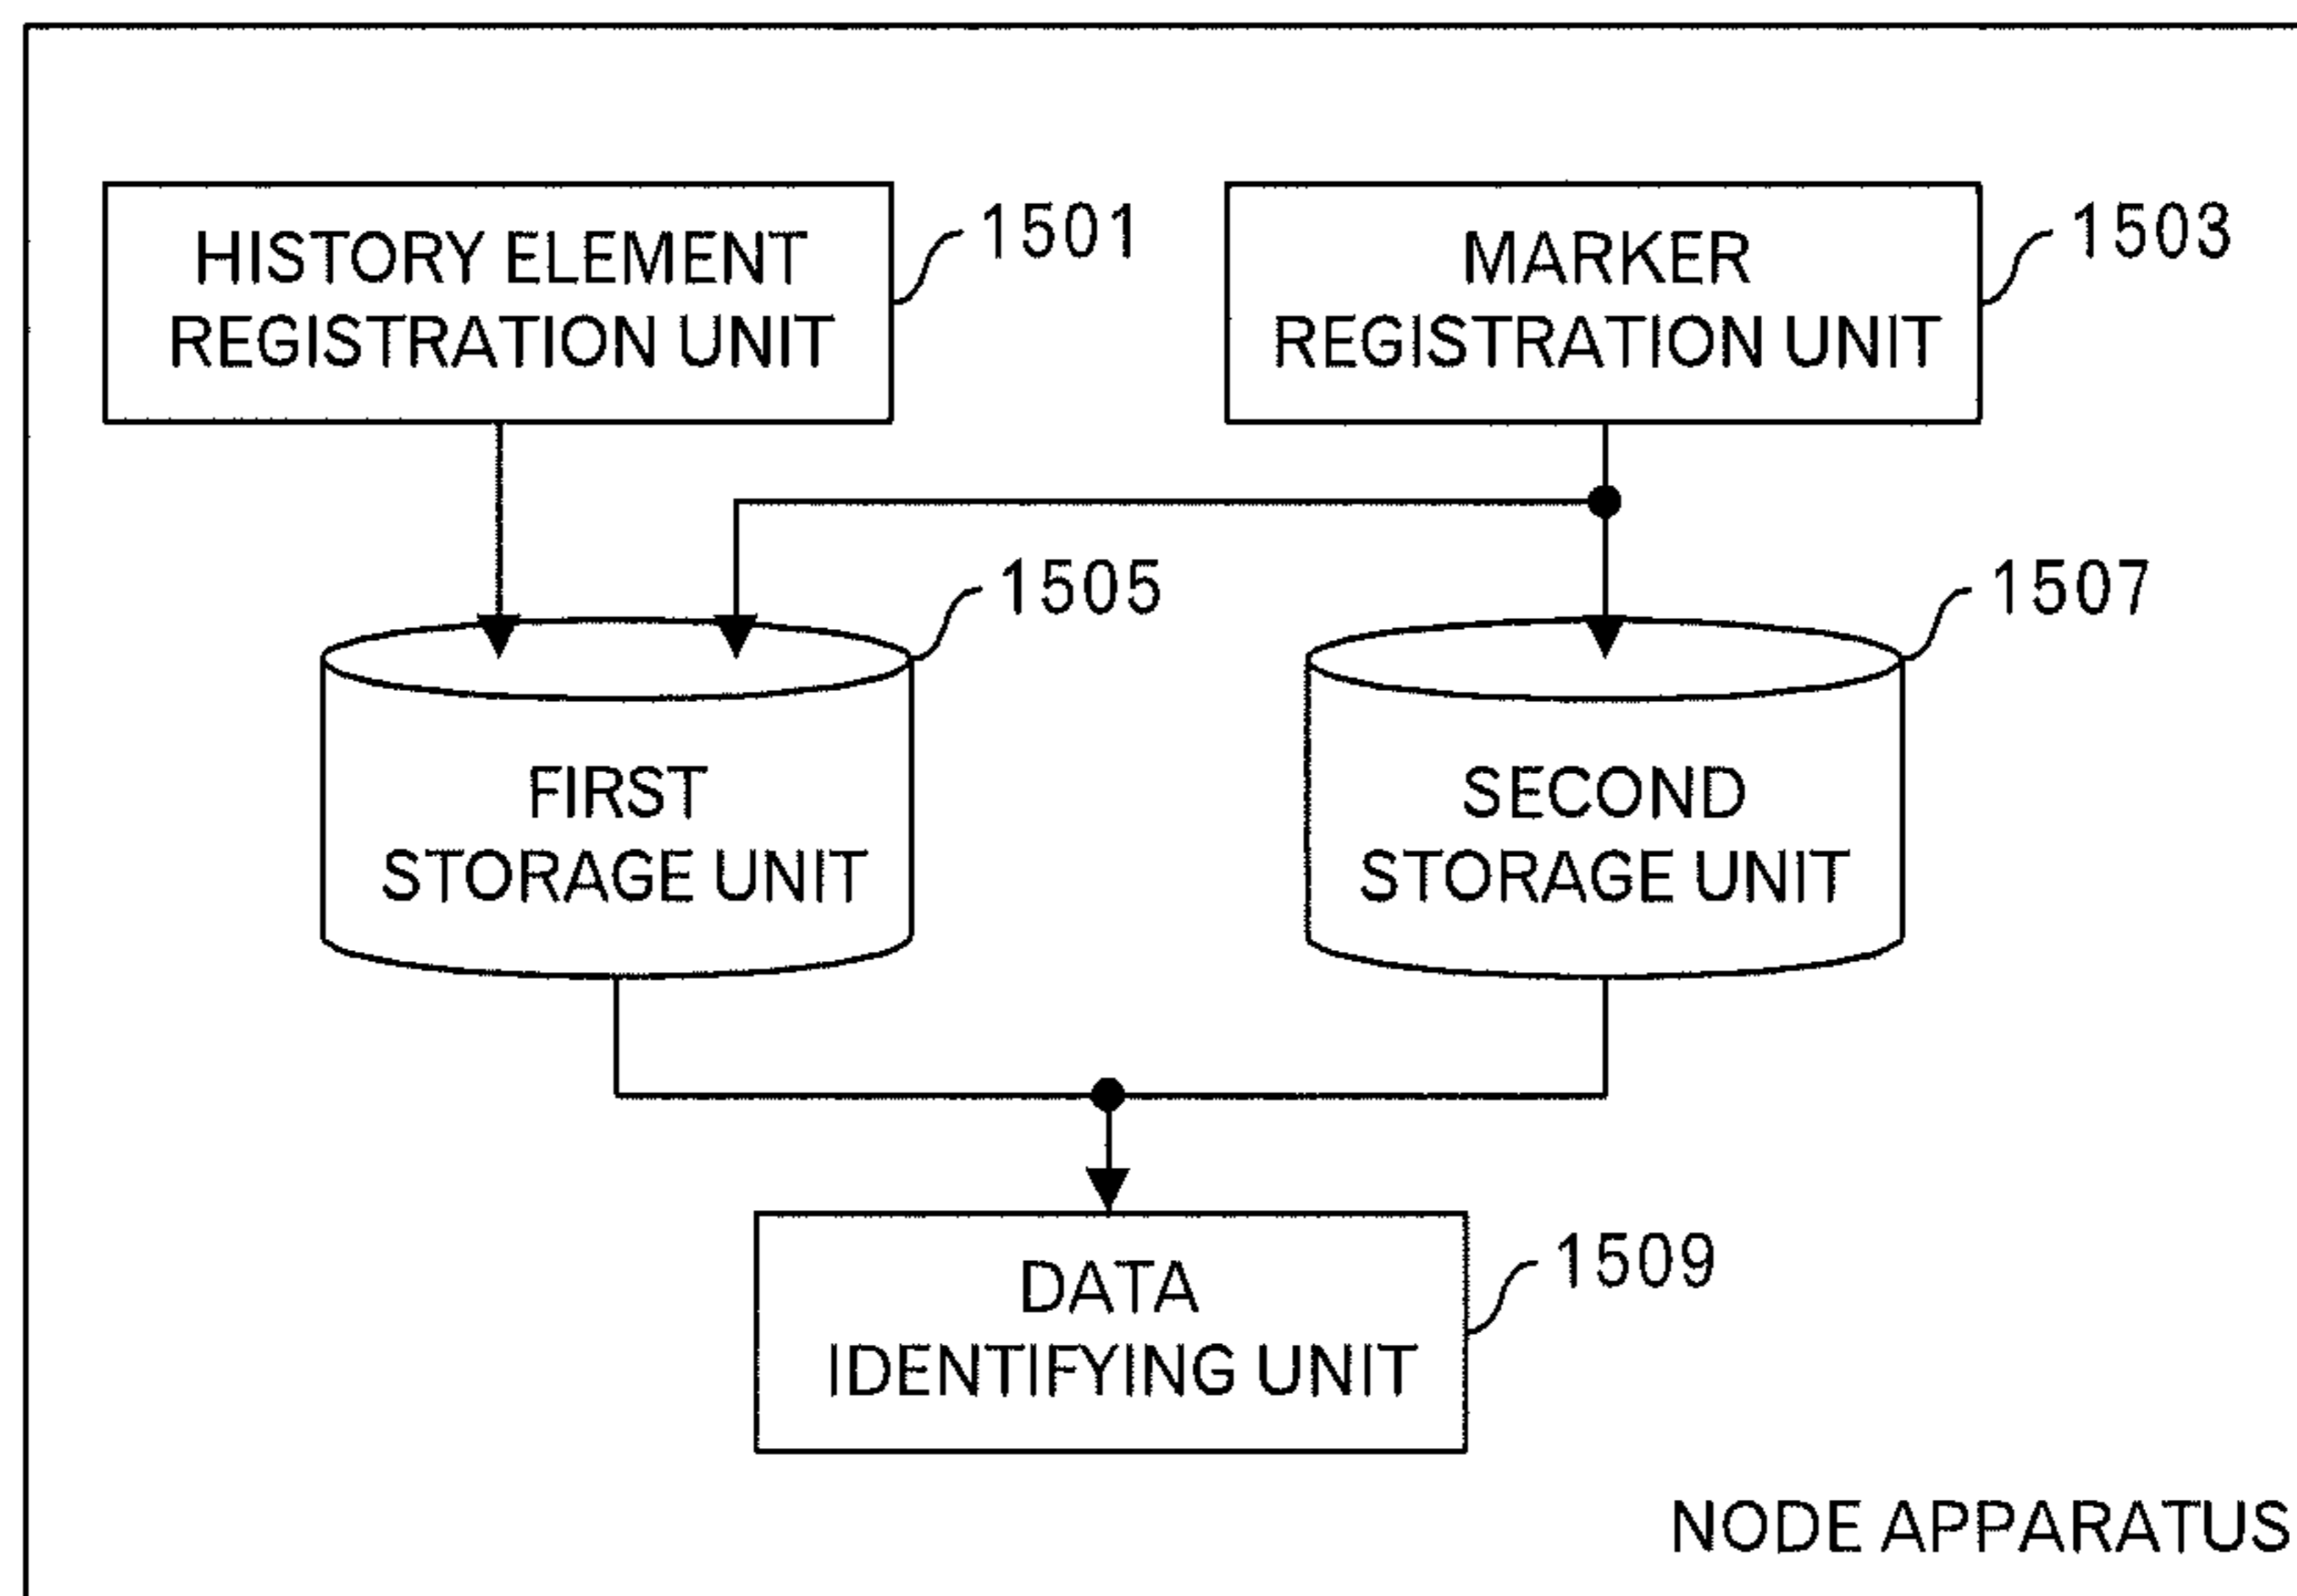 HISTORY ELEMENT
REGISTRATION UNIT
1501
MARKER
REGISTRATION UNIT
1503
FIRST
STORAGE UNIT
1505
SECOND
STORAGE UNIT
1507
DATA
IDENTIFYING UNIT
1509
NODE APPARATUS